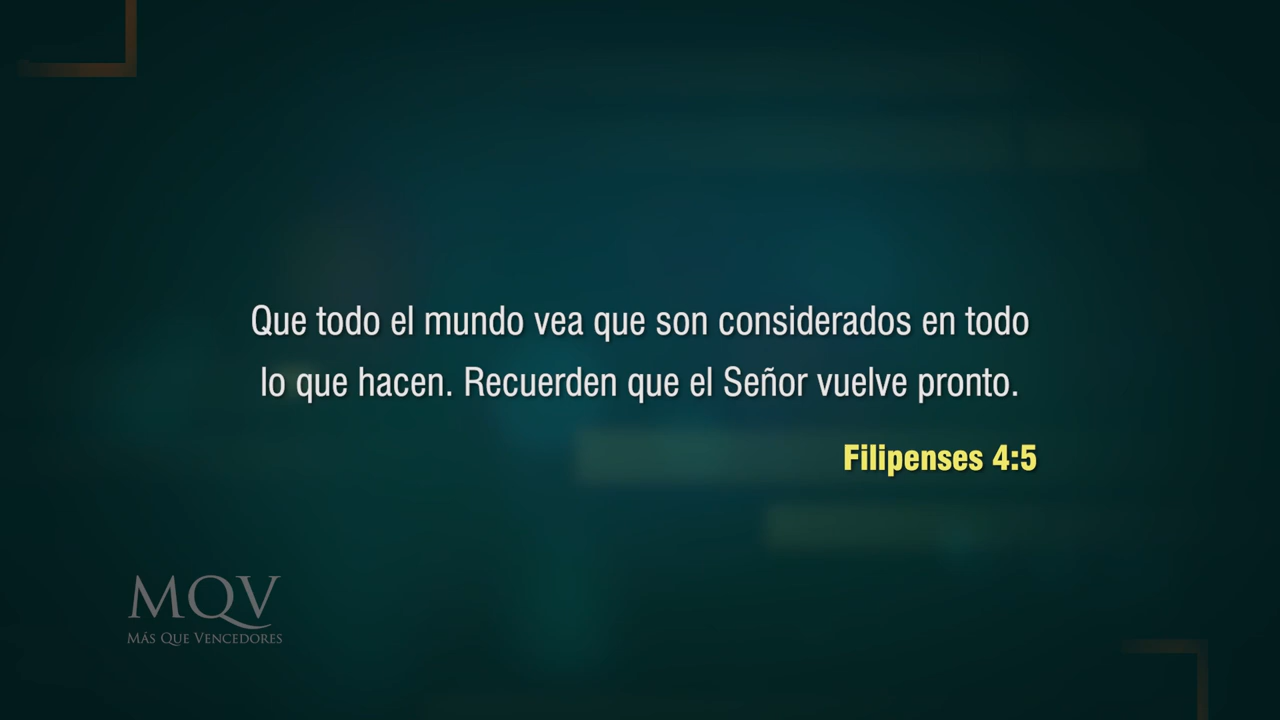 Que todo el mundo vea que son considerados en todo
lo que hacen. Recuerden que el Señor vuelve pronto.
Filipenses 4:5
MQV
Más Que Vencedores